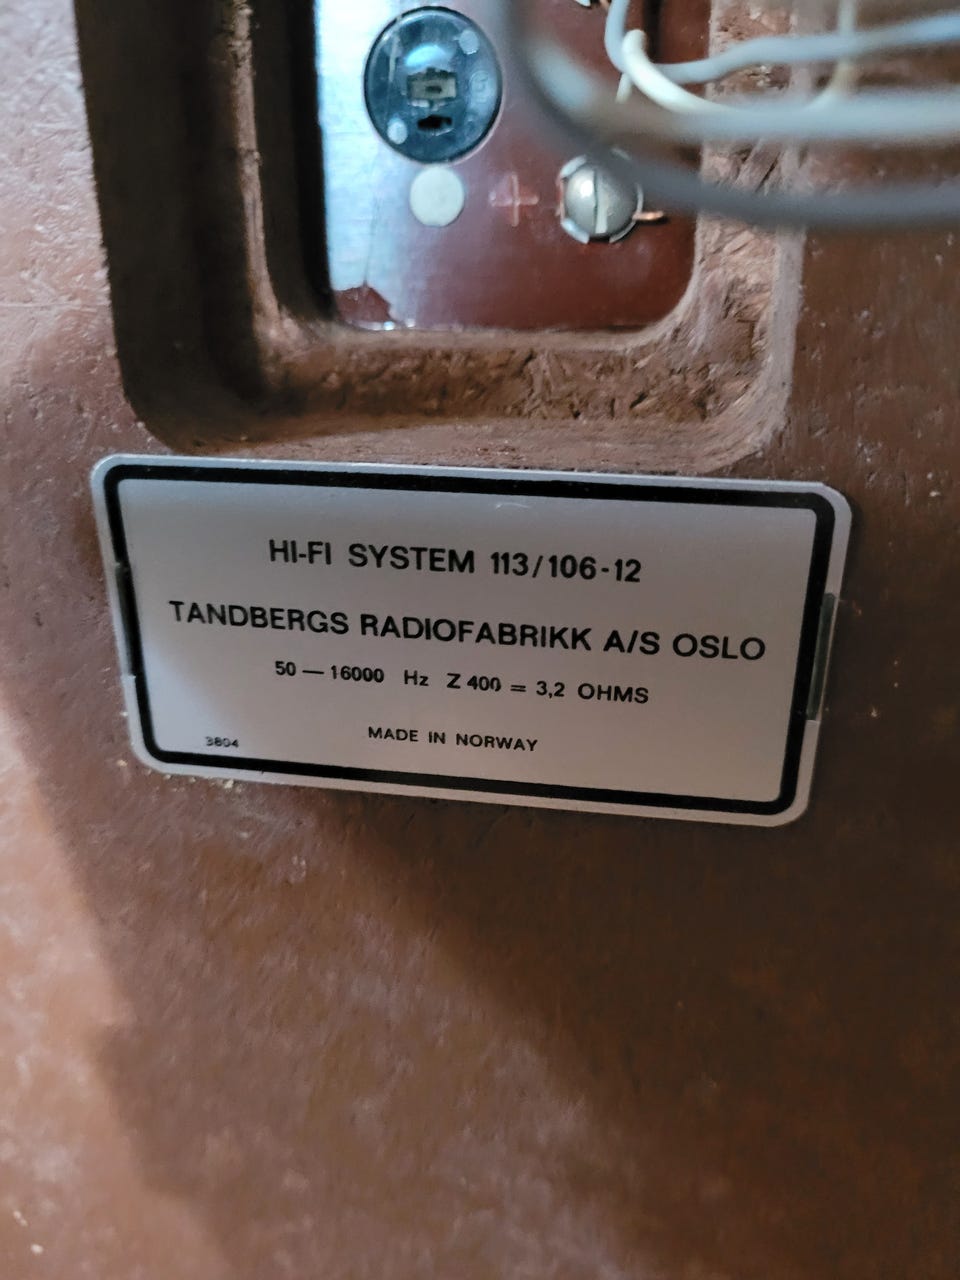 +
HI-FI SYSTEM 113/106-12
TANDBERGS RADIOFABRIKK A/S OSLO
50 — 16000 Hz Z 400 = 3,2 OHMS
MADE IN NORWAY
3804